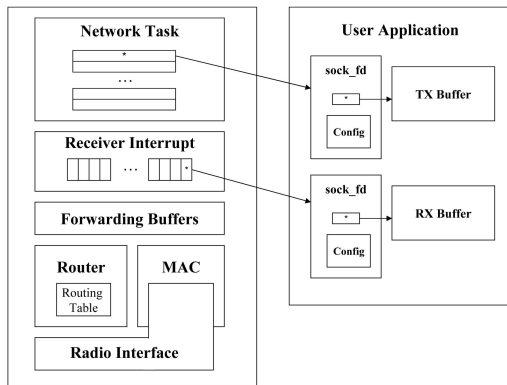 Network Task
*
...
Receiver Interrupt
... *
Forwarding Buffers
Router
Routing
Table
MAC
Radio Interface
User Application
sock_fd
*
Config
TX Buffer
sock_fd
*
Config
RX Buffer